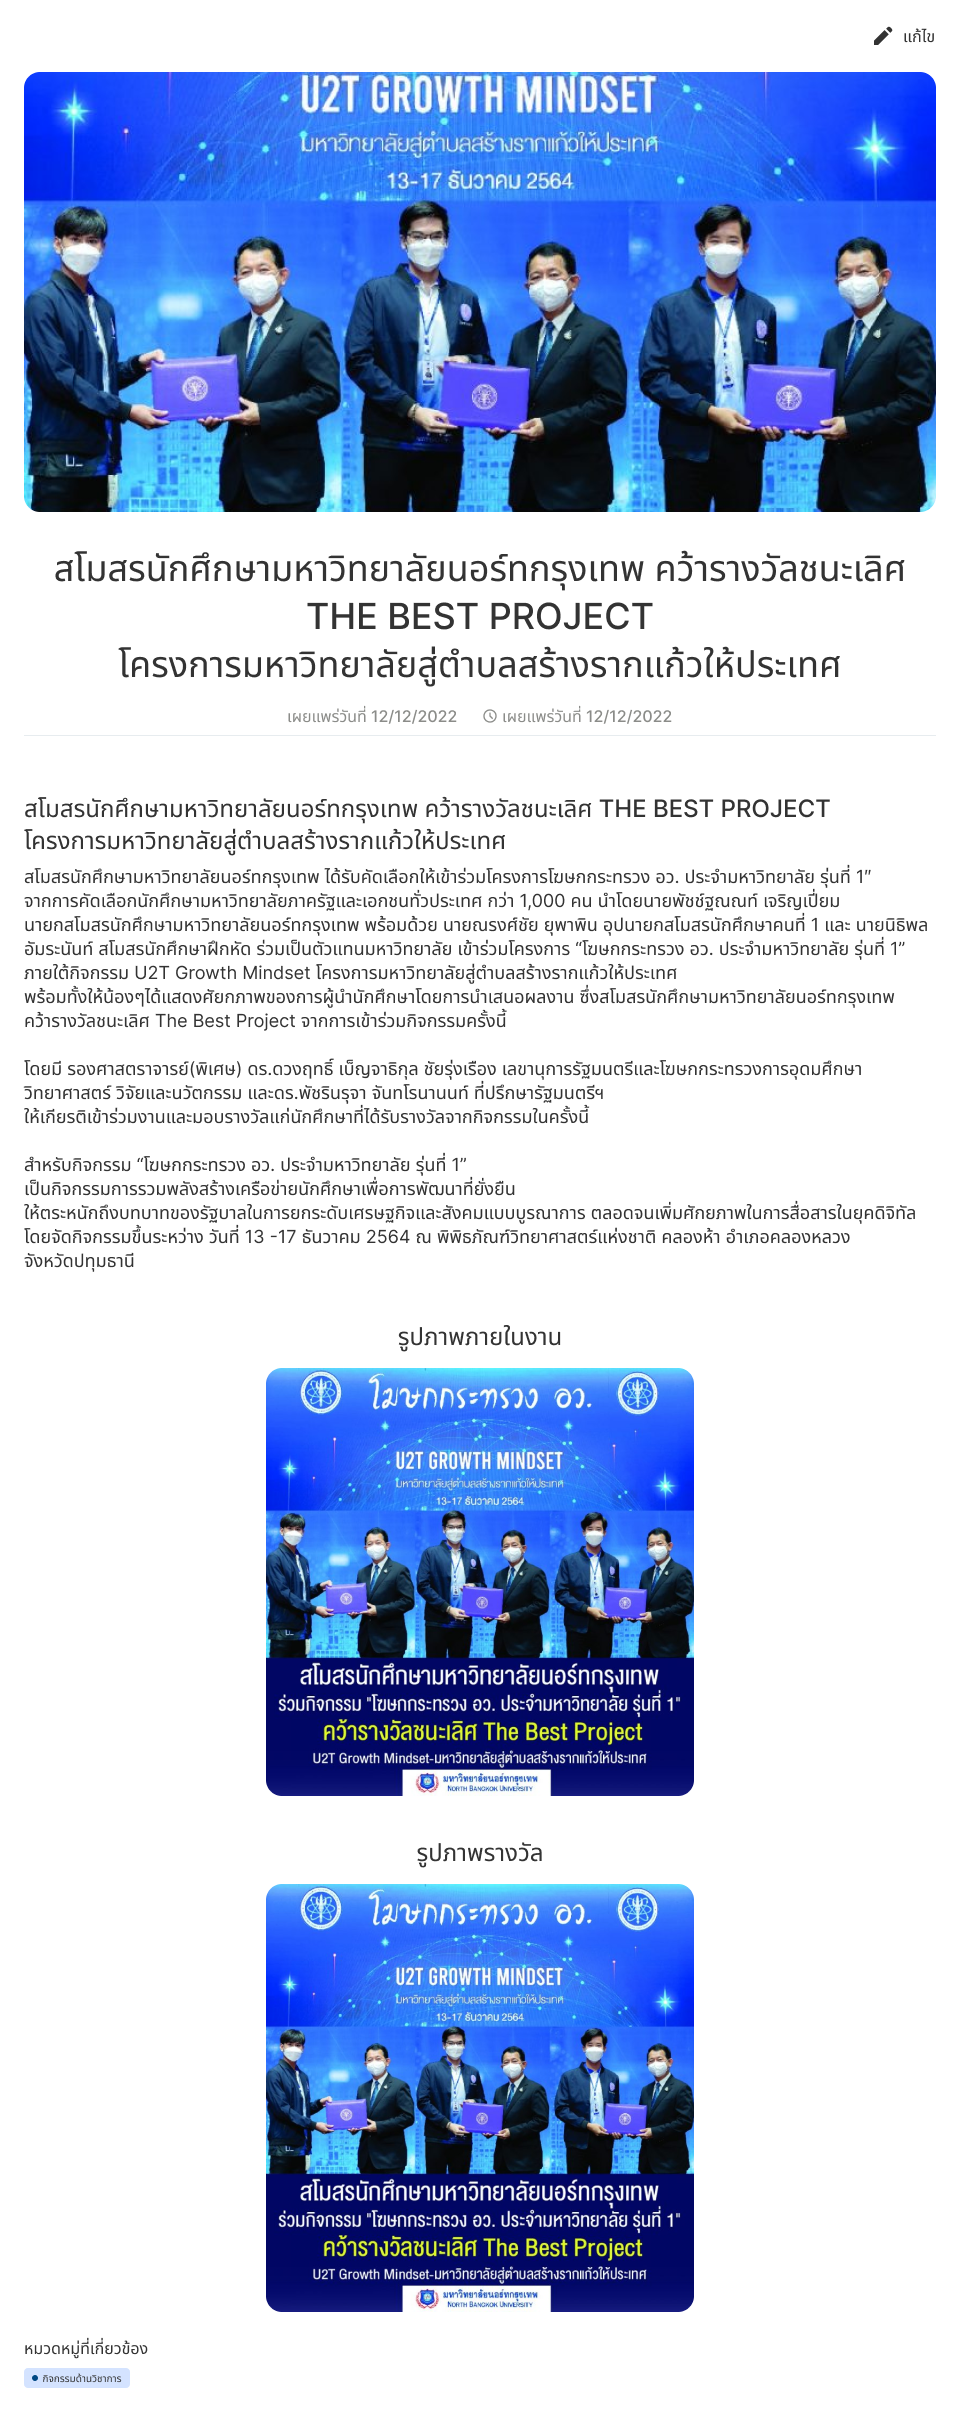 แก้ไข
U2T GROWTH MINDSET
มหาวิทยาลัยสู่ตำบลสร้างรากแก้วให้ประเทศ
13-17 ธันวาคม 2564
สโมสรนักศึกษามหาวิทยาลัยนอร์ทกรุงเทพ คว้ารางวัลชนะเลิศ
THE BEST PROJECT
โครงการมหาวิทยาลัยสู่ตำบลสร้างรากแก้วให้ประเทศ
เผยแพร่วันที่ 12/12/2022 เผยแพร่วันที่ 12/12/2022
สโมสรนักศึกษามหาวิทยาลัยนอร์ทกรุงเทพ คว้ารางวัลชนะเลิศ THE BEST PROJECT
โครงการมหาวิทยาลัยสู่ตำบลสร้างรากแก้วให้ประเทศ
สโมสรนักศึกษามหาวิทยาลัยนอร์ทกรุงเทพ ได้รับคัดเลือกให้เข้าร่วมโครงการโฆษกกระทรวง อว. ประจำมหาวิทยาลัย รุ่นที่ 1”
จากการคัดเลือกนักศึกษามหาวิทยาลัยภาครัฐและเอกชนทั่วประเทศ กว่า 1,000 คน นำโดยนายพัชช์ฐณณท์ เจริญเปี่ยม
นายกสโมสรนักศึกษามหาวิทยาลัยนอร์ทกรุงเทพ พร้อมด้วย นายณรงศ์ชัย ยุพาพิน อุปนายกสโมสรนักศึกษาคนที่ 1 และ นายนิธิพล
อัมระนันท์ สโมสรนักศึกษาฝึกหัด ร่วมเป็นตัวแทนมหาวิทยาลัย เข้าร่วมโครงการ “โฆษกกระทรวง อว. ประจำมหาวิทยาลัย รุ่นที่ 1”
ภายใต้กิจกรรม U2T Growth Mindset โครงการมหาวิทยาลัยสู่ตำบลสร้างรากแก้วให้ประเทศ
พร้อมทั้งให้น้องๆได้แสดงศัยกภาพของการผู้นำนักศึกษาโดยการนำเสนอผลงาน ซึ่งสโมสรนักศึกษามหาวิทยาลัยนอร์ทกรุงเทพ
คว้ารางวัลชนะเลิศ The Best Project จากการเข้าร่วมกิจกรรมครั้งนี้
โดยมี รองศาสตราจารย์(พิเศษ) ดร.ดวงฤทธิ์ เบ็ญจาธิกุล ชัยรุ่งเรือง เลขานุการรัฐมนตรีและโฆษกกระทรวงการอุดมศึกษา
วิทยาศาสตร์ วิจัยและนวัตกรรม และดร.พัชรินรุจา จันทโรนานนท์ ที่ปรึกษารัฐมนตรีฯ
ให้เกียรติเข้าร่วมงานและมอบรางวัลแก่นักศึกษาที่ได้รับรางวัลจากกิจกรรมในครั้งนี้
สำหรับกิจกรรม “โฆษกกระทรวง อว. ประจำมหาวิทยาลัย รุ่นที่ 1”
เป็นกิจกรรมการรวมพลังสร้างเครือข่ายนักศึกษาเพื่อการพัฒนาที่ยั่งยืน
ให้ตระหนักถึงบทบาทของรัฐบาลในการยกระดับเศรษฐกิจและสังคมแบบบูรณาการ ตลอดจนเพิ่มศักยภาพในการสื่อสารในยุคดิจิทัล
โดยจัดกิจกรรมขึ้นระหว่าง วันที่ 13 -17 ธันวาคม 2564 ณ พิพิธภัณฑ์วิทยาศาสตร์แห่งชาติ คลองห้า อำเภอคลองหลวง
จังหวัดปทุมธานี
รูปภาพภายในงาน
โฆษกกระทรวง อว.
U2T GROWTH MINDSET
มหาวิทยาลัยสู่ตำบลสร้างรากแก้วให้ประเทศ
13-17 ธันวาคม 2564
สโมสรนักศึกษามหาวิทยาลัยนอร์ทกรุงเทพ
ร่วมกิจกรรม "โฆษกกระทรวง อว. ประจำมหาวิทยาลัย รุ่นที่ 1"
คว้ารางวัลชนะเลิศ The Best Project
U2T Growth Mindset-มหาวิทยาลัยสู่ตำบลสร้างรากแก้วให้ประเทศ
มหาวิทยาลัยนอร์ทกรุงเทพ
NORTH BANGKOK UNIVERSITY
รูปภาพรางวัล
โฆษกกระทรวง อว.
U2T GROWTH MINDSET
มหาวิทยาลัยสู่ตำบลสร้างรากแก้วให้ประเทศ
13-17 ธันวาคม 2564
สโมสรนักศึกษามหาวิทยาลัยนอร์ทกรุงเทพ
ร่วมกิจกรรม "โฆษกกระทรวง อว. ประจำมหาวิทยาลัย รุ่นที่ 1"
คว้ารางวัลชนะเลิศ The Best Project
U2T Growth Mindset-มหาวิทยาลัยสู่ตำบลสร้างรากแก้วให้ประเทศ
มหาวิทยาลัยนอร์ทกรุงเทพ
NORTH BANGKOK UNIVERSITY
หมวดหมู่ที่เกี่ยวข้อง
กิจกรรมด้านวิชาการ